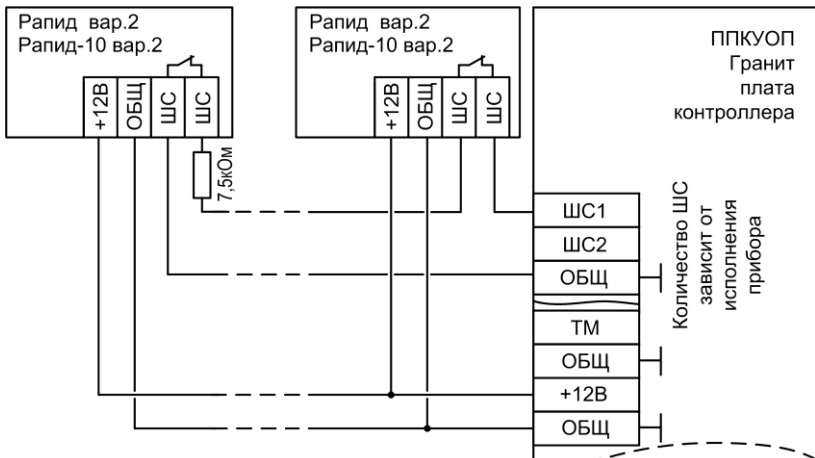 Рапид вар.2
Рапид-10 вар.2
+12В
ОБЩ
ШС
ШС
7,5кОм
Рапид вар.2
Рапид-10 вар.2
+12В
ОБЩ
ШС
ШС
ППКУОП
Гранит
плата
контроллера
ШС1
ШС2
ОБЩ
ТМ
ОБЩ
+12В
ОБЩ
Количество ШС
зависит от
исполнения
прибора